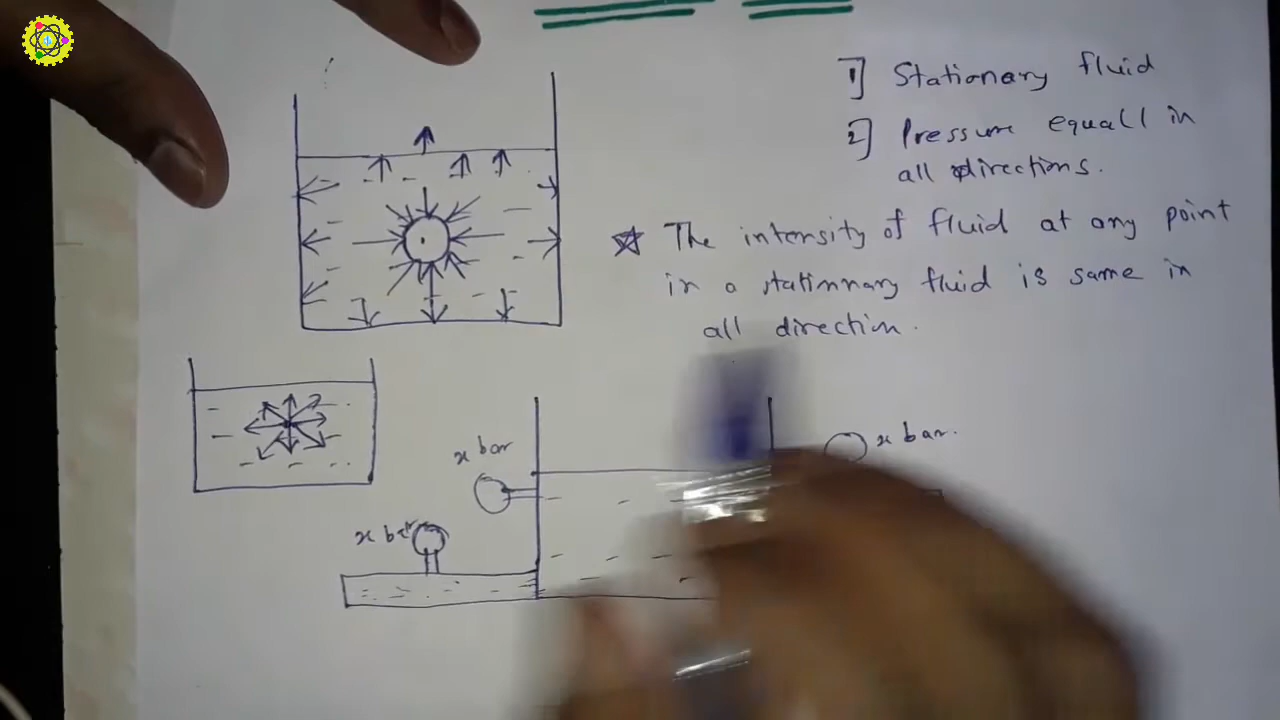 1] Stationary fluid
2] Pressure equall in
all directions.
☆ The intensity of fluid at any point
in a stationary fluid is same in
all direction.
x bar
x bar.
x bar